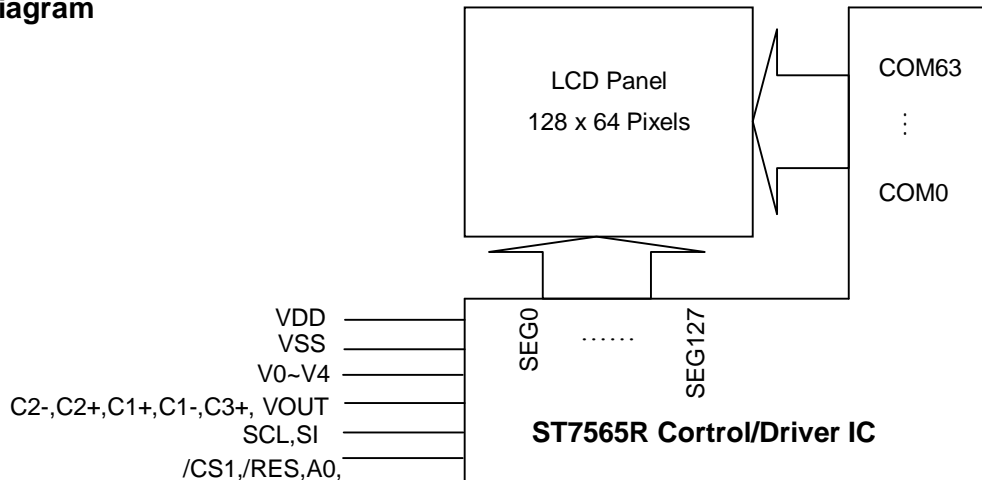 iagram
LCD Panel
128 x 64 Pixels
COM63
⋮
COM0
SEG0
......
SEG127
VDD
VSS
V0~V4
C2-,C2+,C1+,C1-,C3+, VOUT
SCL,SI
/CS1,/RES,A0,
ST7565R Cortrol/Driver IC